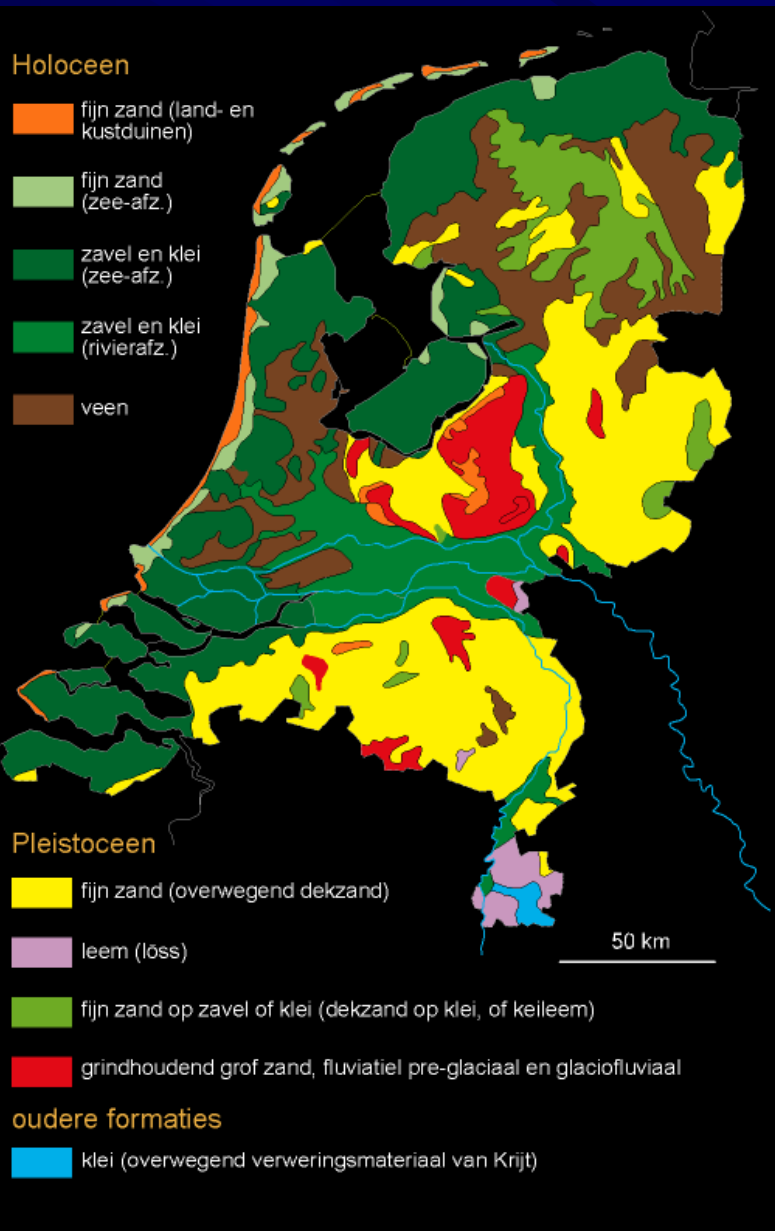 Holoceen
fijn zand (land- en
kustduinen)
fijn zand
(zee-afz.)
zavel en klei
(zee-afz.)
zavel en klei
(rivierafz.)
veen
Pleistoceen
fijn zand (overwegend dekzand)
leem (löss)
50 km
fijn zand op zavel of klei (dekzand op klei, of keileem)
grindhoudend grof zand, fluviatiel pre-glaciaal en glaciofluviaal
oudere formaties
klei (overwegend verweringsmateriaal van Krijt)